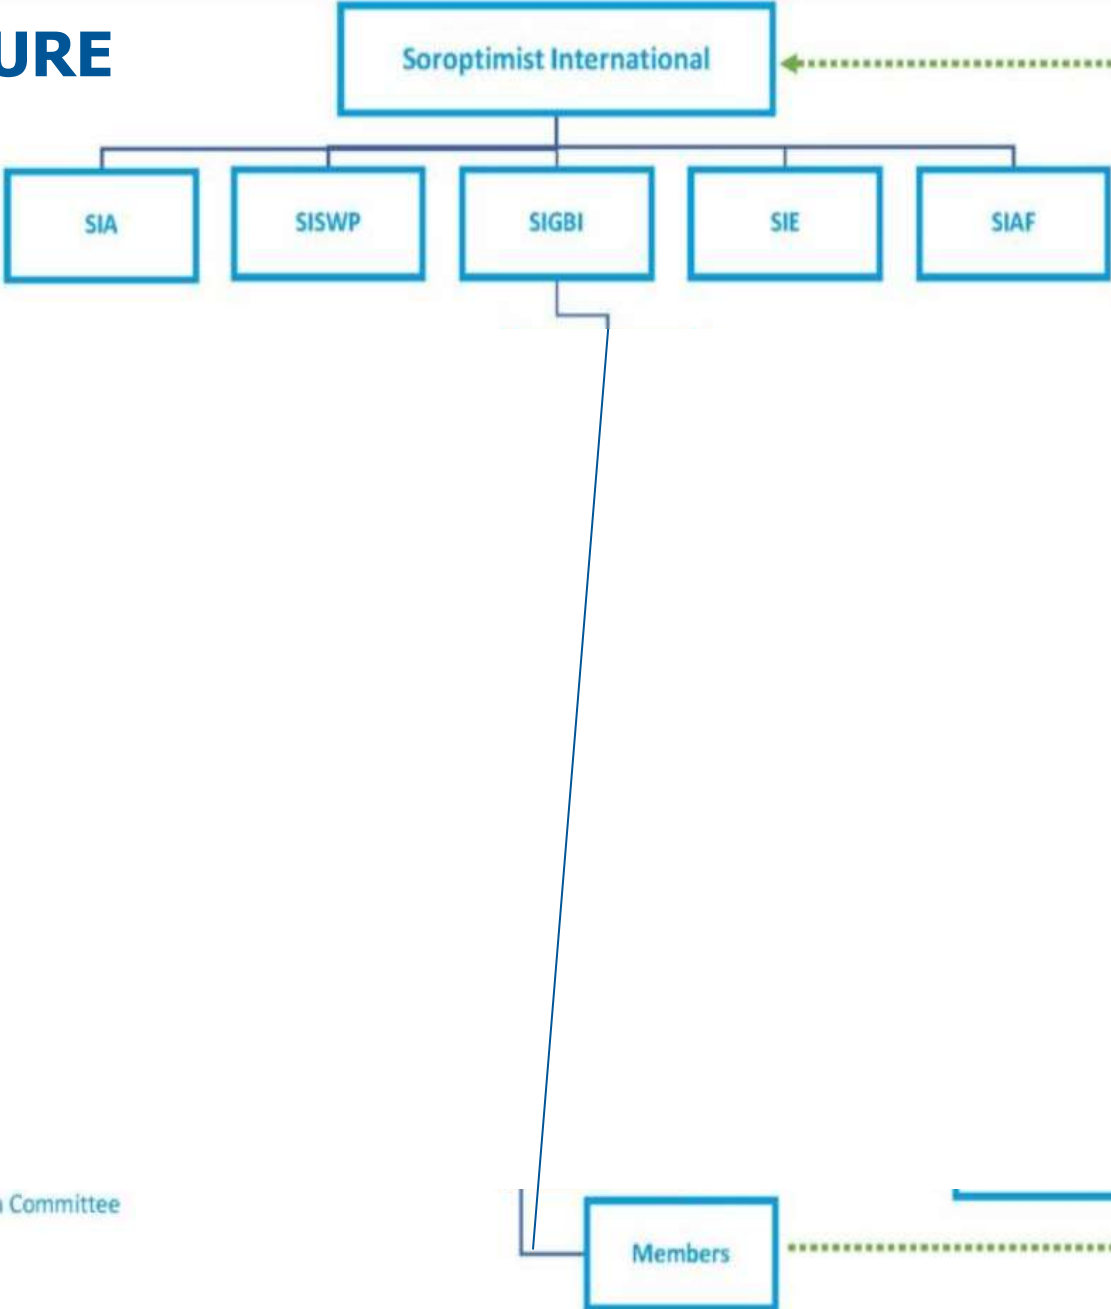 URE
Soroptimist International
SIA
SISWP
SIGBI
SIE
SIAF
Committee
Members